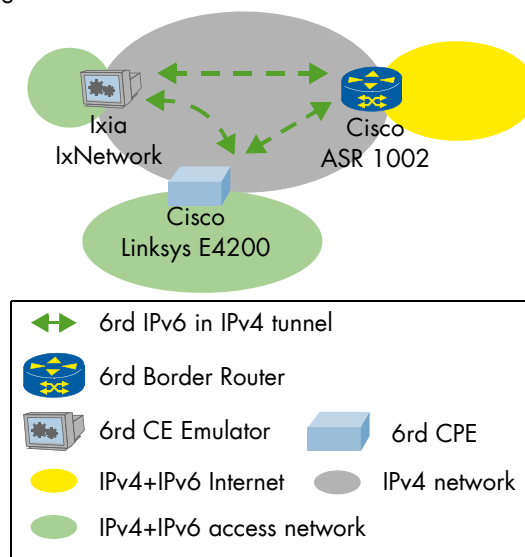 Ixia
IxNetwork
Cisco
ASR 1002
Cisco
Linksys E4200
6rd IPv6 in IPv4 tunnel
6rd Border Router
6rd CE Emulator
6rd CPE
IPv4+IPv6 Internet
IPv4 network
IPv4+IPv6 access network